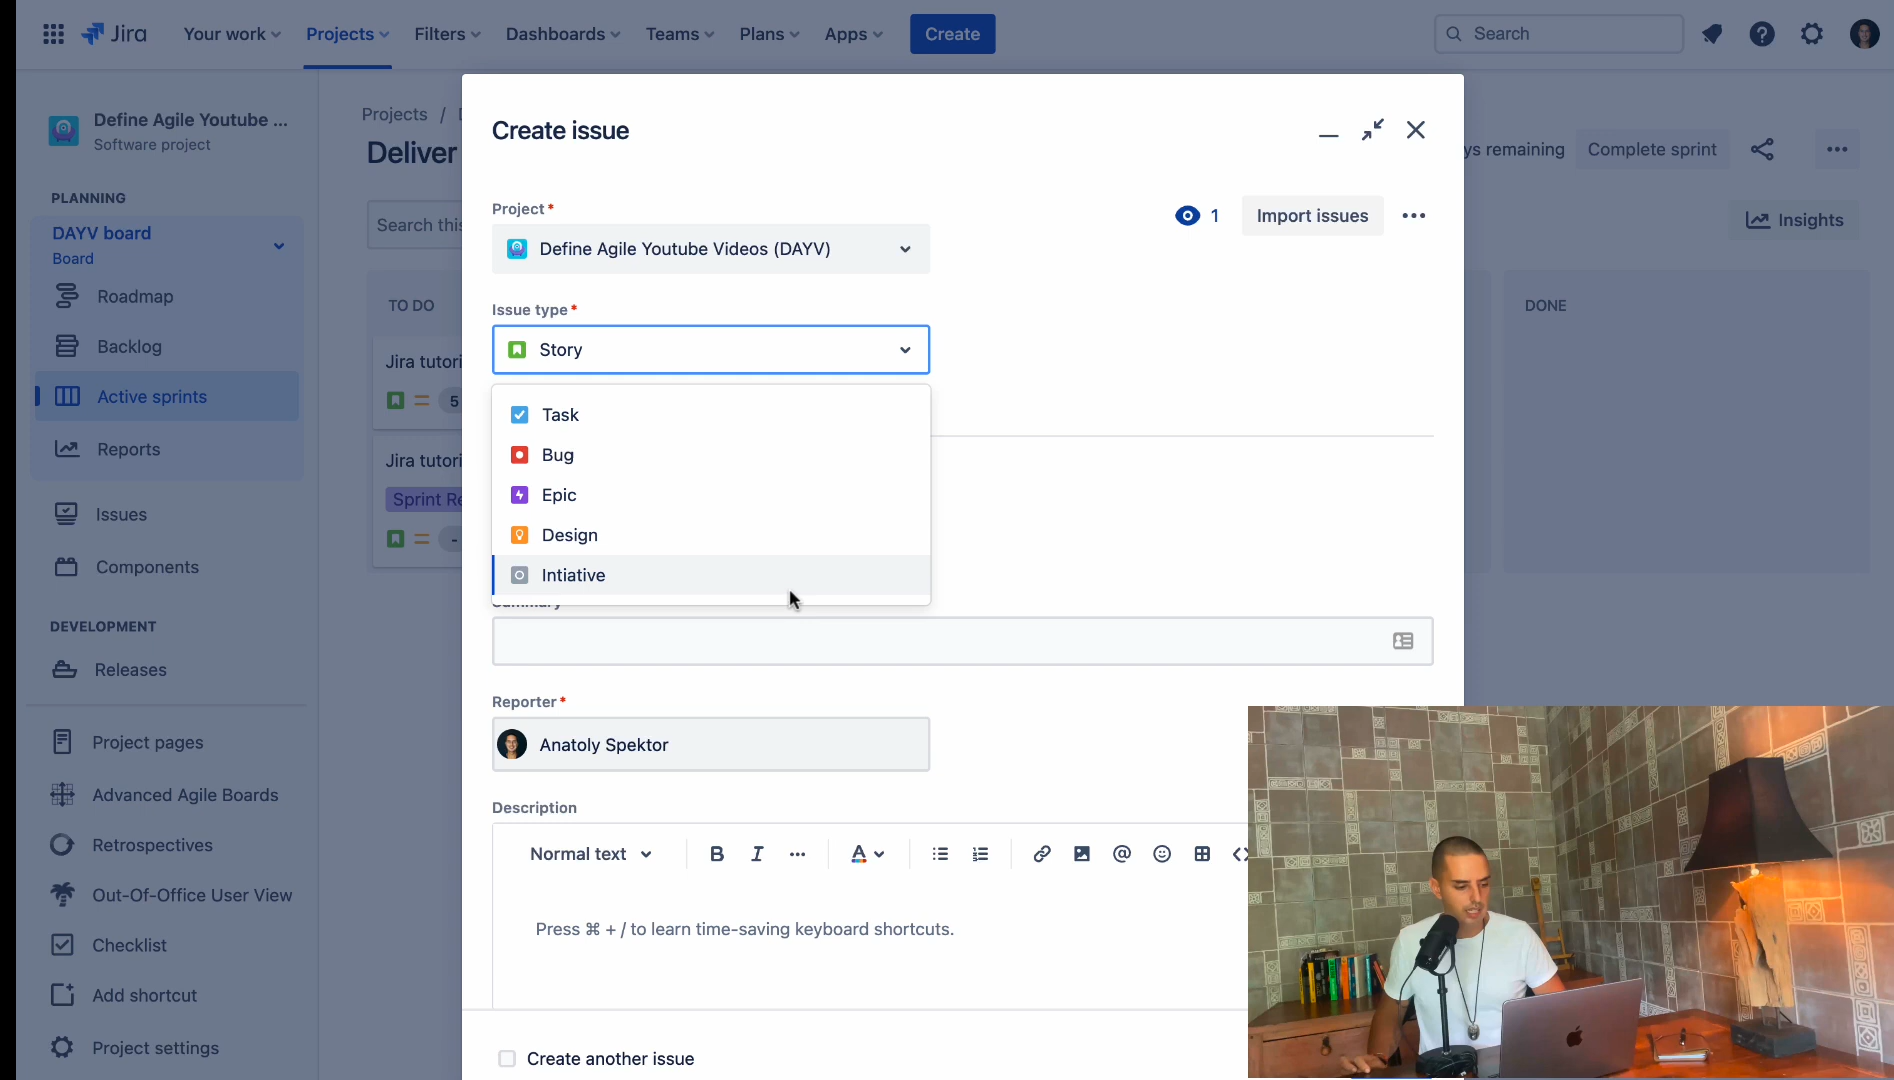 Jira
Your work
Projects
Filters
Dashboards
Teams
Plans
Apps
Create
Search
Define Agile Youtube ...
Software project
PLANNING
DAYV board
Board
Roadmap
Backlog
Active sprints
Reports
Issues
Components
DEVELOPMENT
Releases
Project pages
Advanced Agile Boards
Retrospectives
Out-Of-Office User View
Checklist
Add shortcut
Project settings
Projects /
Deliver
remaining
Complete sprint
Search this
Insights
TO DO
Jira tutori
5
Jira tutori
Sprint Re
-
DONE
Create issue
Project*
1
Import issues
Define Agile Youtube Videos (DAYV)
Issue type*
Story
Task
Bug
Epic
Design
Intiative
Summary
Reporter*
Anatoly Spektor
Description
Normal text
B I ... A @
Press ⌘ + / to learn time-saving keyboard shortcuts.
Create another issue